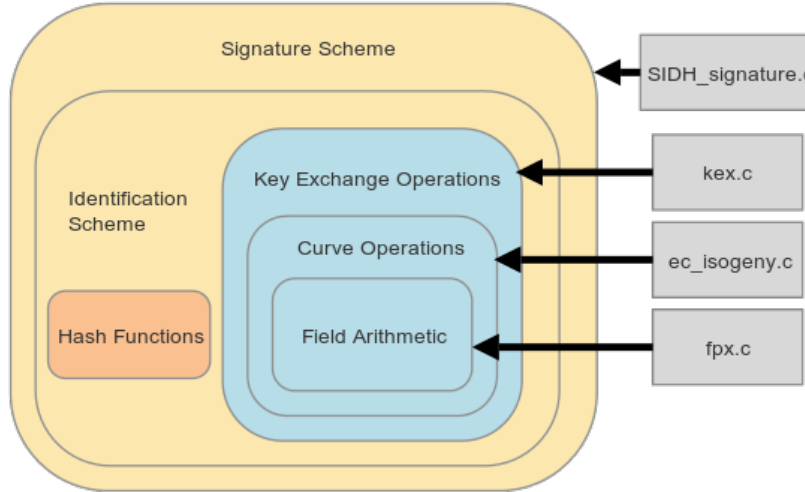 Signature Scheme
SIDH_signature.c
kex.c
Key Exchange Operations
Identification
Scheme
Curve Operations
ec_isogeny.c
Hash Functions
Field Arithmetic
fpx.c